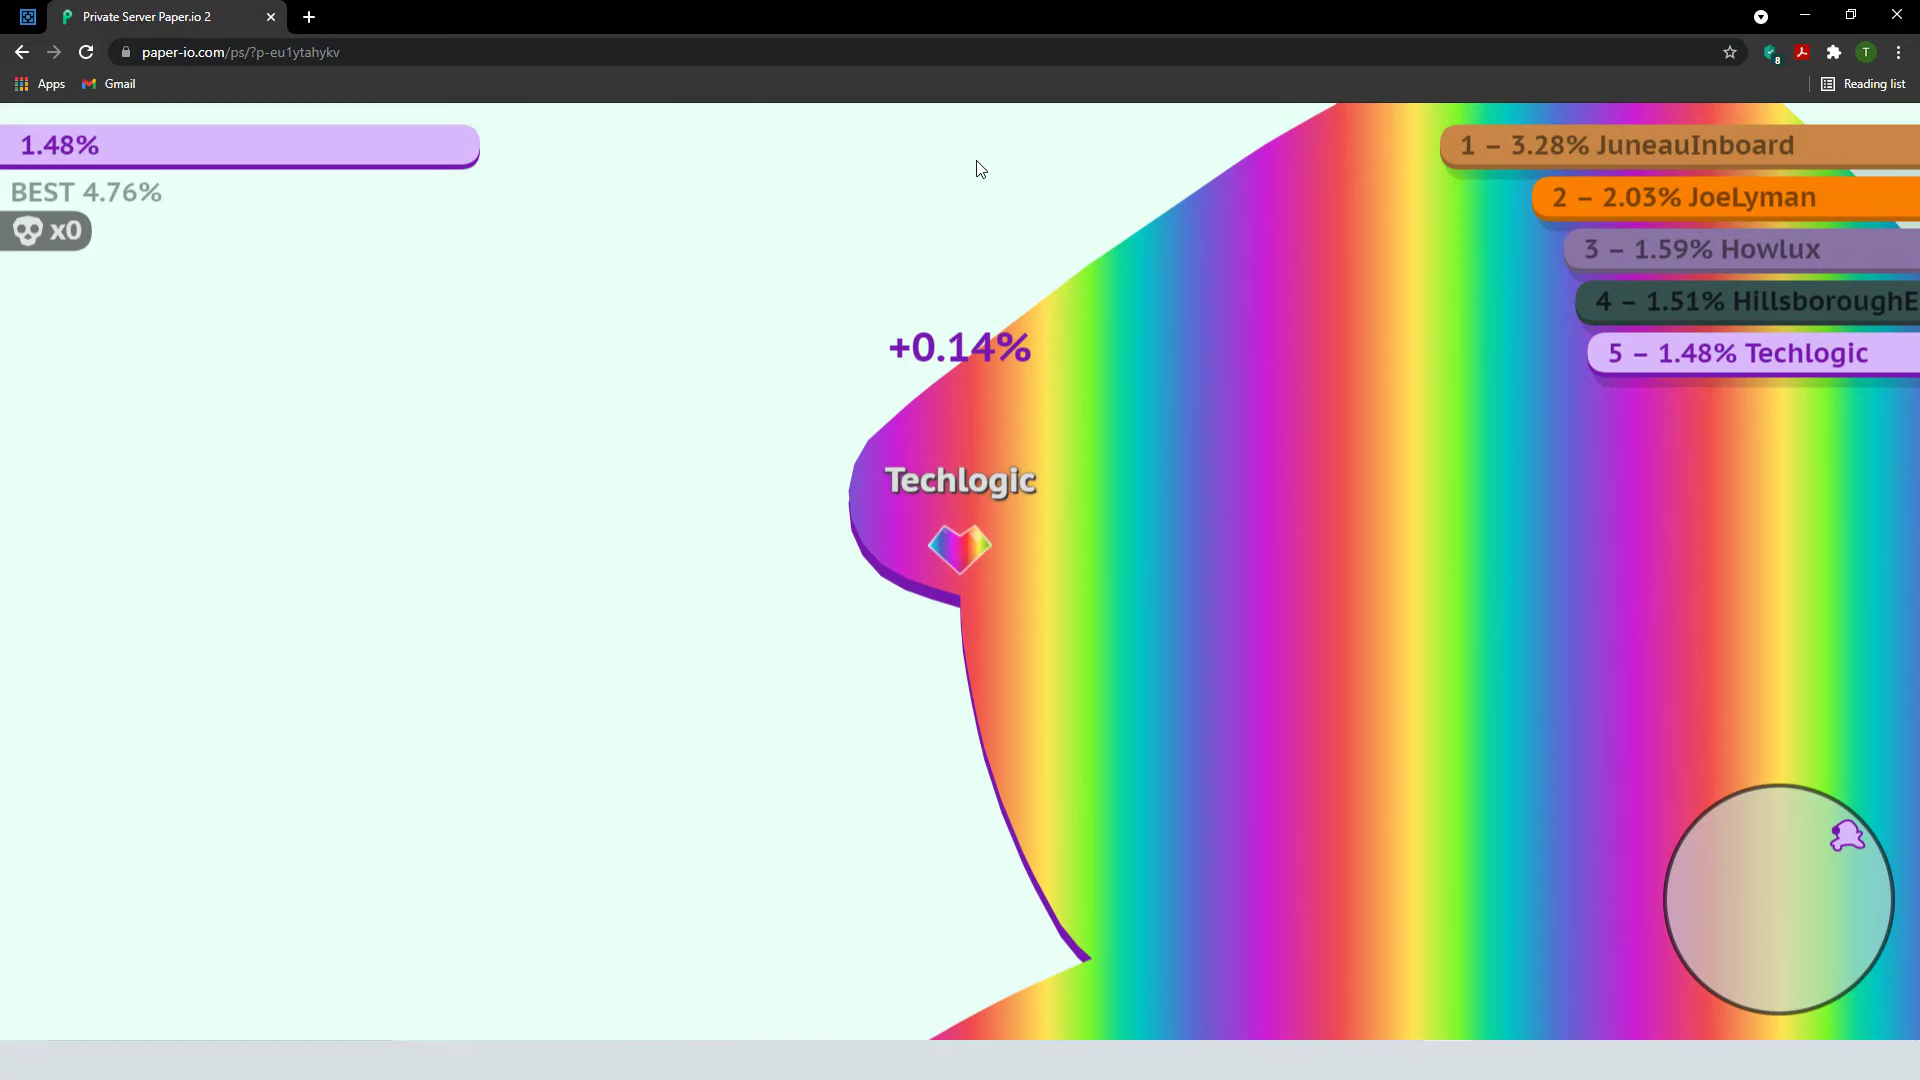 Private Server Paper.io 2
paper-io.com/ps/?p-eu1ytahykv
8
T
Apps
Gmail
Reading list
1.48%
BEST 4.76%
x0
1 – 3.28% JuneauInboard
2 – 2.03% JoeLyman
3 – 1.59% Howlux
4 – 1.51% HillsboroughE
5 – 1.48% Techlogic
+0.14%
Techlogic